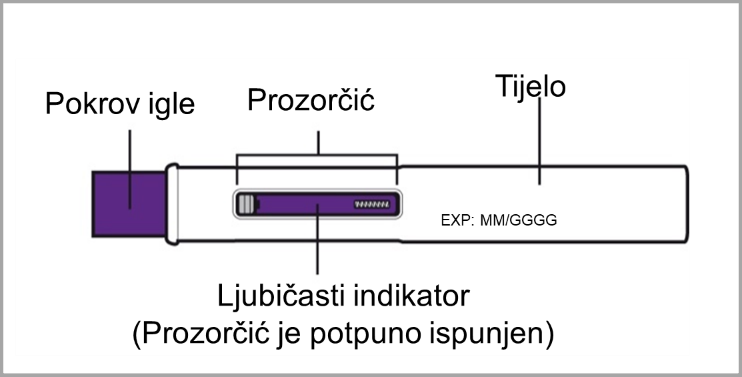 Pokrov igle
Prozorčić
Tijelo
EXP: MM/GGGG
Ljubičasti indikator
(Prozorčić je potpuno ispunjen)